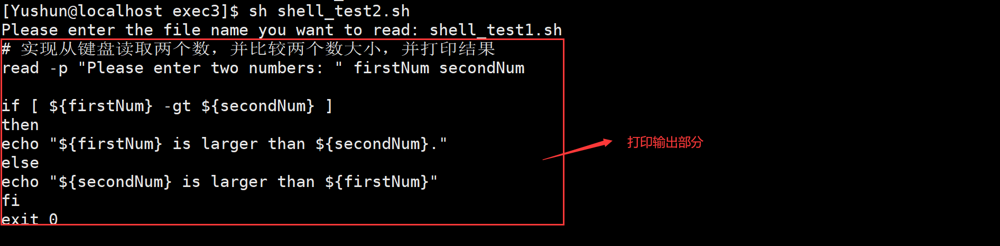 [Yushun@localhost exec3]$ sh shell_test2.sh
Please enter the file name you want to read: shell_test1.sh
# 实现从键盘读取两个数，并比较两个数大小，并打印结果
read -p "Please enter two numbers: " firstNum secondNum
if [ ${firstNum} -gt ${secondNum} ]
then
echo "${firstNum} is larger than ${secondNum}."
打印输出部分
else
echo "${secondNum} is larger than ${firstNum}"
fi
exit 0